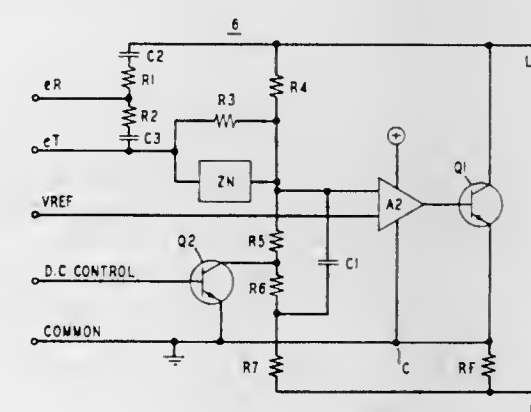 6
C2
L
R1
R4
eR
R2
R3
eT
C3
ZN
Q1
A2
VREF
Q2
R5
D.C CONTROL
R6
C1
COMMON
R7
C
RF